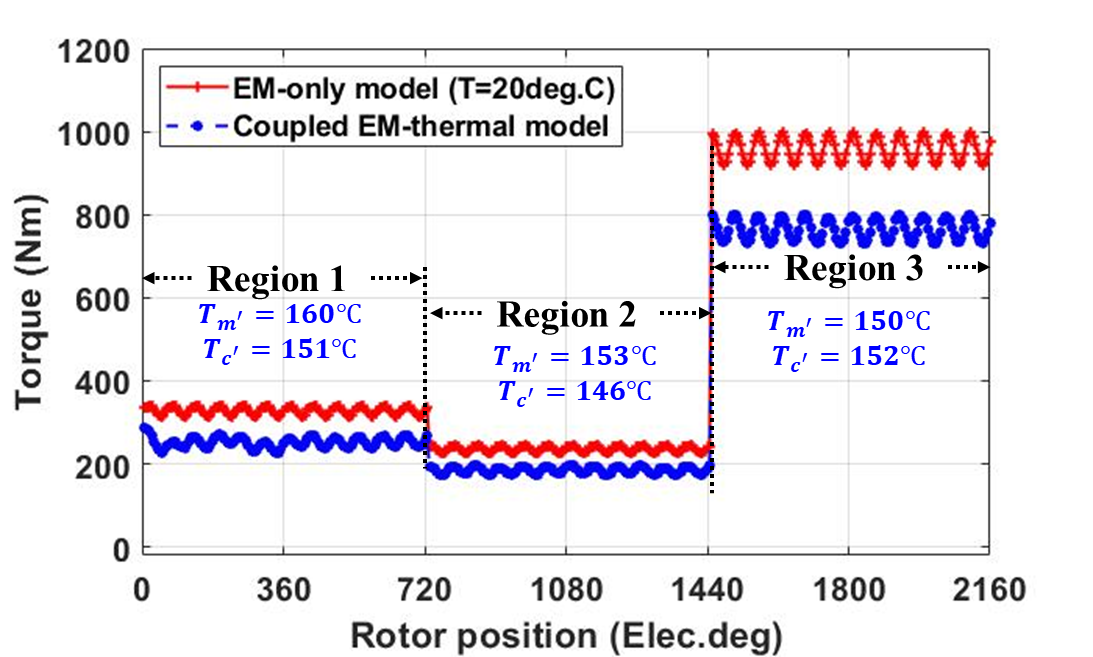 1200
1000
800
600
400
200
0
Torque (Nm)
EM-only model (T=20deg.C)
Coupled EM-thermal model
Region 1
T_m′ = 160°C
T_c′ = 151°C
Region 2
T_m′ = 153°C
T_c′ = 146°C
Region 3
T_m′ = 150°C
T_c′ = 152°C
0 360 720 1080 1440 1800 2160
Rotor position (Elec.deg)